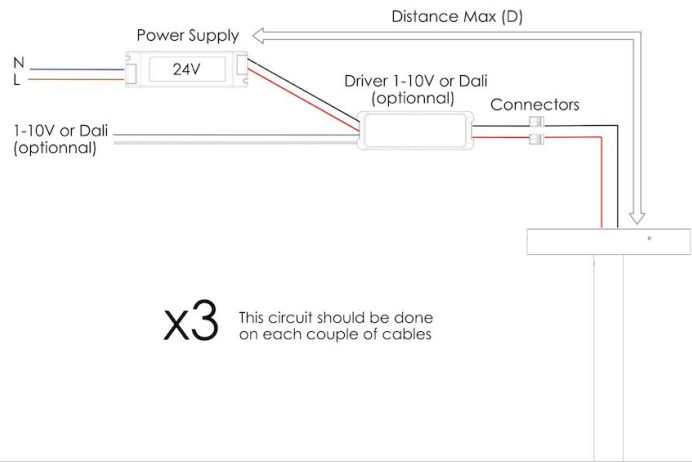 Distance Max (D)
Power Supply
N
L
24V
Driver 1-10V or Dali
(optionnal)
Connectors
1-10V or Dali
(optionnal)
x3
This circuit should be done
on each couple of cables